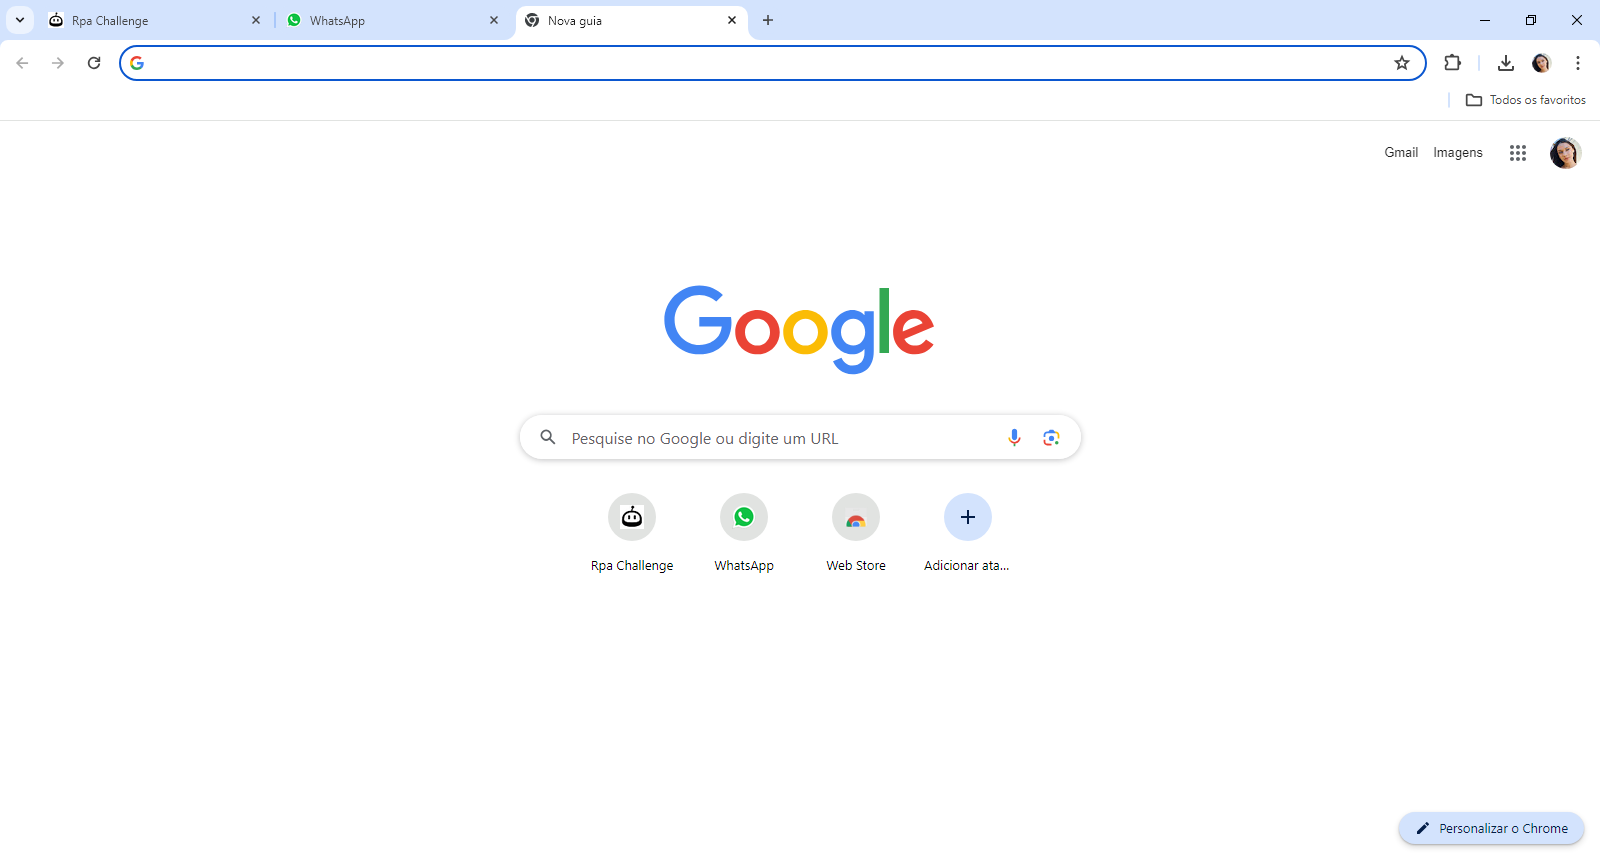 Rpa Challenge
WhatsApp
Nova guia
Todos os favoritos
Gmail
Imagens
Google
Pesquise no Google ou digite um URL
Rpa Challenge
WhatsApp
Web Store
Adicionar ata...
Personalizar o Chrome